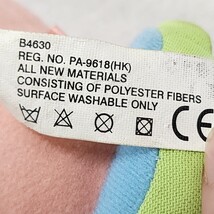 B4630
REG. NO. PA-9618(HK)
ALL NEW MATERIALS
CONSISTING OF POLYESTER FIBERS
SURFACE WASHABLE ONLY
CE